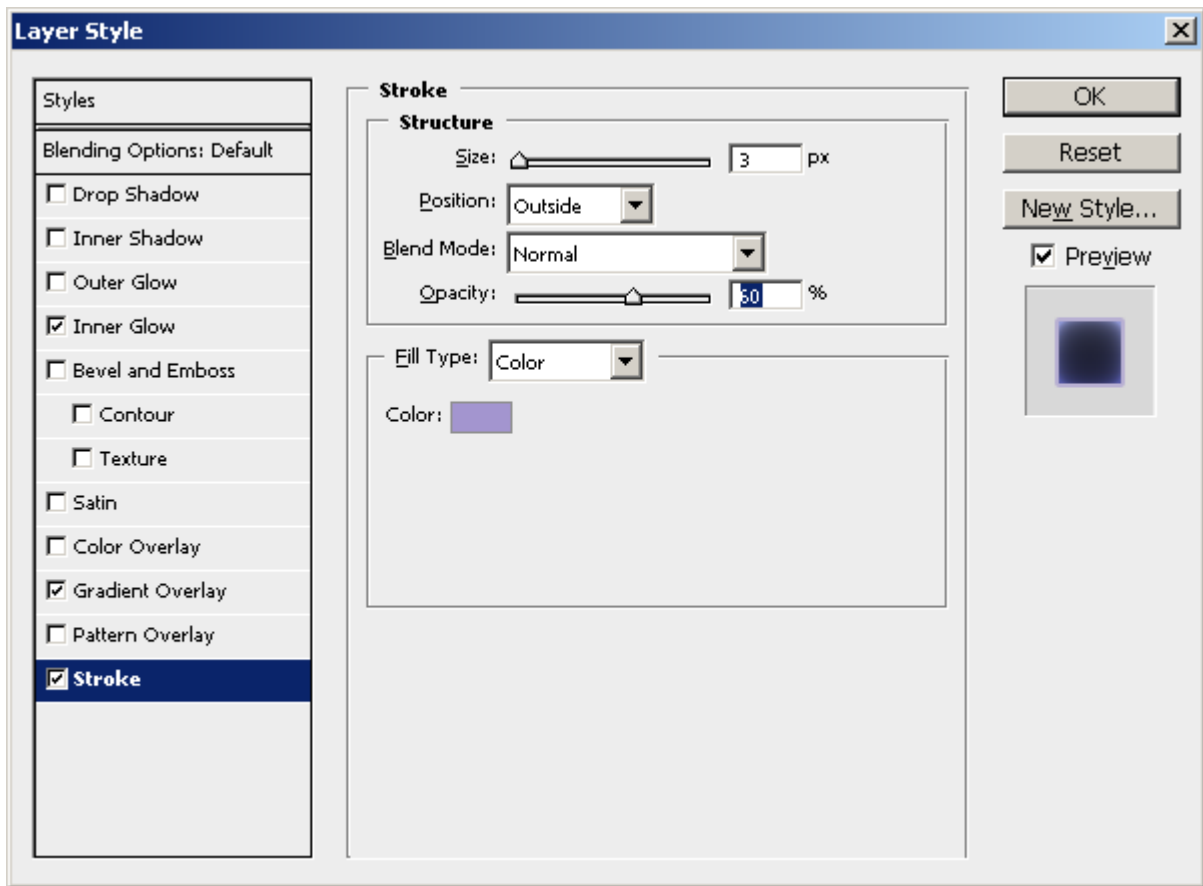 Layer Style
Styles
Blending Options: Default
Drop Shadow
Inner Shadow
Outer Glow
Inner Glow
Bevel and Emboss
Contour
Texture
Satin
Color Overlay
Gradient Overlay
Pattern Overlay
Stroke
Stroke
Structure
Size: 3 px
Position: Outside
Blend Mode: Normal
Opacity: 60 %
Fill Type: Color
Color:
OK
Reset
New Style...
Preview